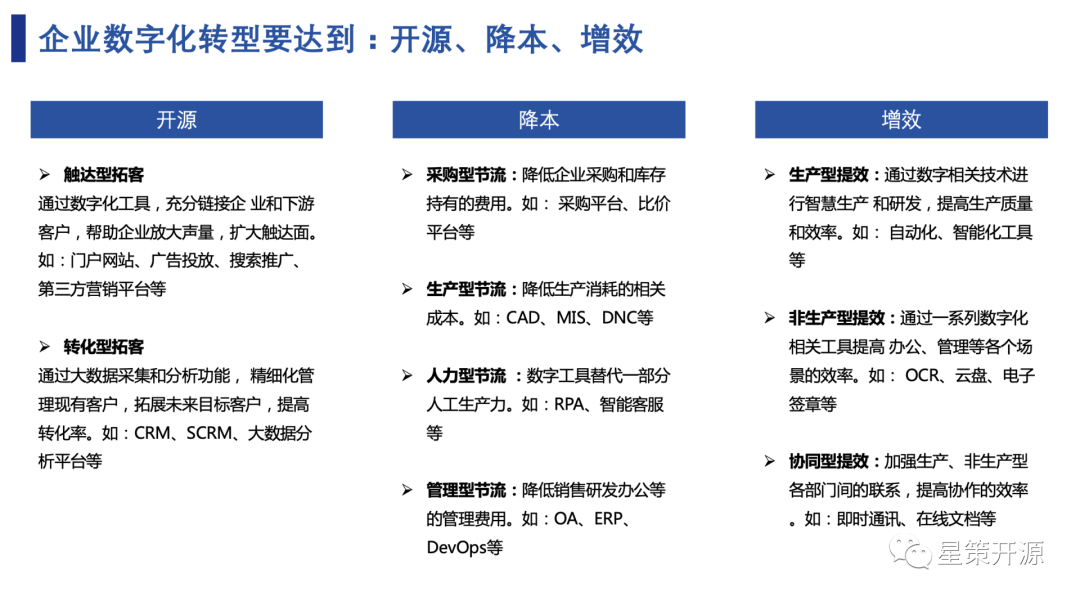 企业数字化转型要达到：开源、降本、增效
开源
➢ 触达型拓客
通过数字化工具，充分链接企 业和下游
客户，帮助企业放大声量，扩大触达面。
如：门户网站、广告投放、搜索推广、
第三方营销平台等
➢ 转化型拓客
通过大数据采集和分析功能， 精细化管
理现有客户，拓展未来目标客户，提高
转化率。如：CRM、SCRM、大数据分
析平台等
降本
➢ 采购型节流：降低企业采购和库存
持有的费用。如： 采购平台、比价
平台等
➢ 生产型节流：降低生产消耗的相关
成本。如：CAD、MIS、DNC等
➢ 人力型节流 ：数字工具替代一部分
人工生产力。如：RPA、智能客服
等
➢ 管理型节流：降低销售研发办公等
的管理费用。如：OA、ERP、
DevOps等
增效
➢ 生产型提效：通过数字相关技术进
行智慧生产 和研发，提高生产质量
和效率。如： 自动化、智能化工具
等
➢ 非生产型提效：通过一系列数字化
相关工具提高 办公、管理等各个场
景的效率。如： OCR、云盘、电子
签章等
➢ 协同型提效：加强生产、非生产型
各部门间的联系，提高协作的效率
。如：即时通讯、在线文档等
星策开源